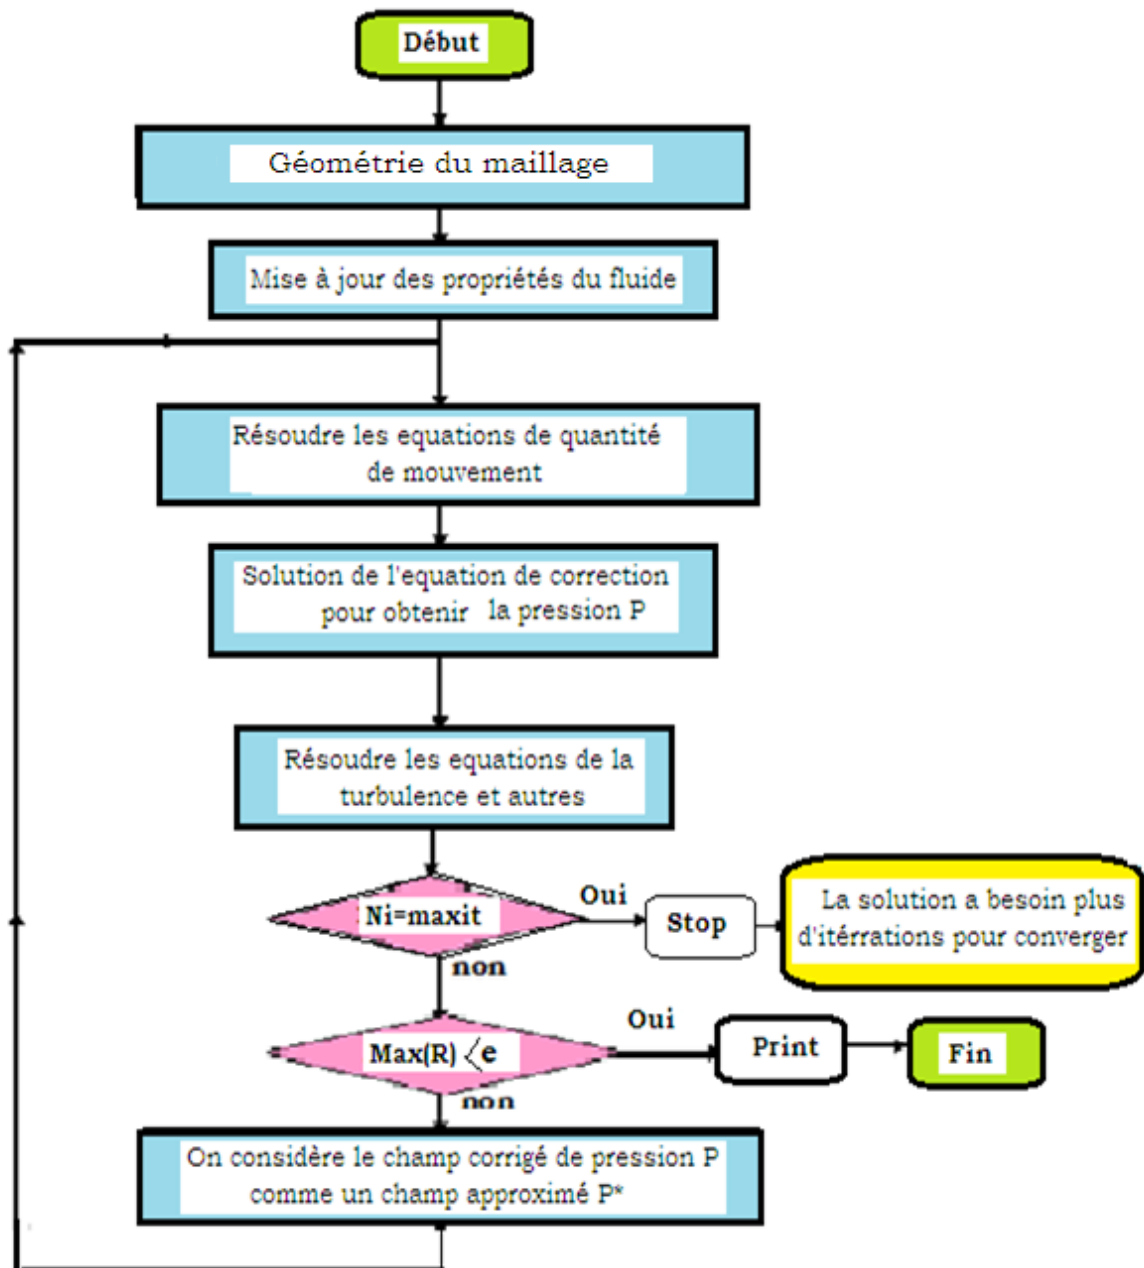 Début
Géométrie du maillage
Mise à jour des propriétés du fluide
Résoudre les equations de quantité
de mouvement
Solution de l'equation de correction
pour obtenir la pression P
Résoudre les equations de la
turbulence et autres
Ni=maxit
Oui
Stop
La solution a besoin plus
d'itérrations pour converger
non
Max(R) <e
Oui
Print
Fin
non
On considère le champ corrigé de pression P
comme un champ approximé P*